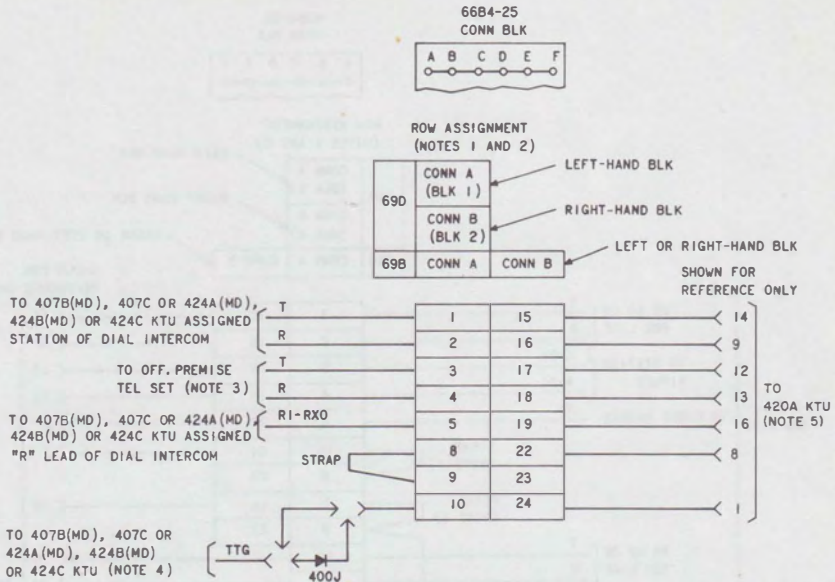 66B4-25
CONN BLK
A B C D E F
ROW ASSIGNMENT
(NOTES 1 AND 2)
69D
CONN A
(BLK 1)
LEFT-HAND BLK
CONN B
(BLK 2)
RIGHT-HAND BLK
69B CONN A CONN B
LEFT OR RIGHT-HAND BLK
SHOWN FOR
REFERENCE ONLY
TO 407B(MD), 407C OR 424A(MD),
424B(MD) OR 424C KTU ASSIGNED
STATION OF DIAL INTERCOM
T
R
1 15 14
2 16 9
TO OFF. PREMISE
TEL SET (NOTE 3)
T
R
3 17 12
4 18 13
TO 407B(MD), 407C OR 424A(MD),
424B(MD) OR 424C KTU ASSIGNED
"R" LEAD OF DIAL INTERCOM
R1-RXO
5 19 16
STRAP
8 22 8
9 23
10 24 1
TO
420A KTU
(NOTE 5)
TO 407B(MD), 407C OR
424A(MD), 424B(MD)
OR 424C KTU (NOTE 4)
TTG
400J